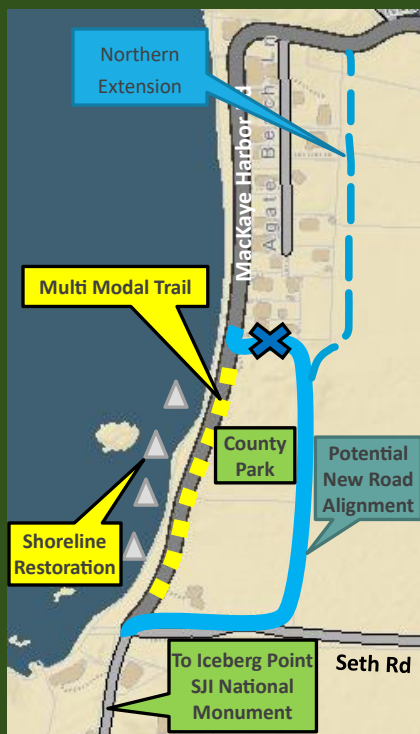 Northern
Extension
MacKaye Harbor Rd
Agate Beach Ln
Multi Modal Trail
County
Park
Potential
New Road
Alignment
Shoreline
Restoration
To Iceberg Point
SJI National
Monument
Seth Rd